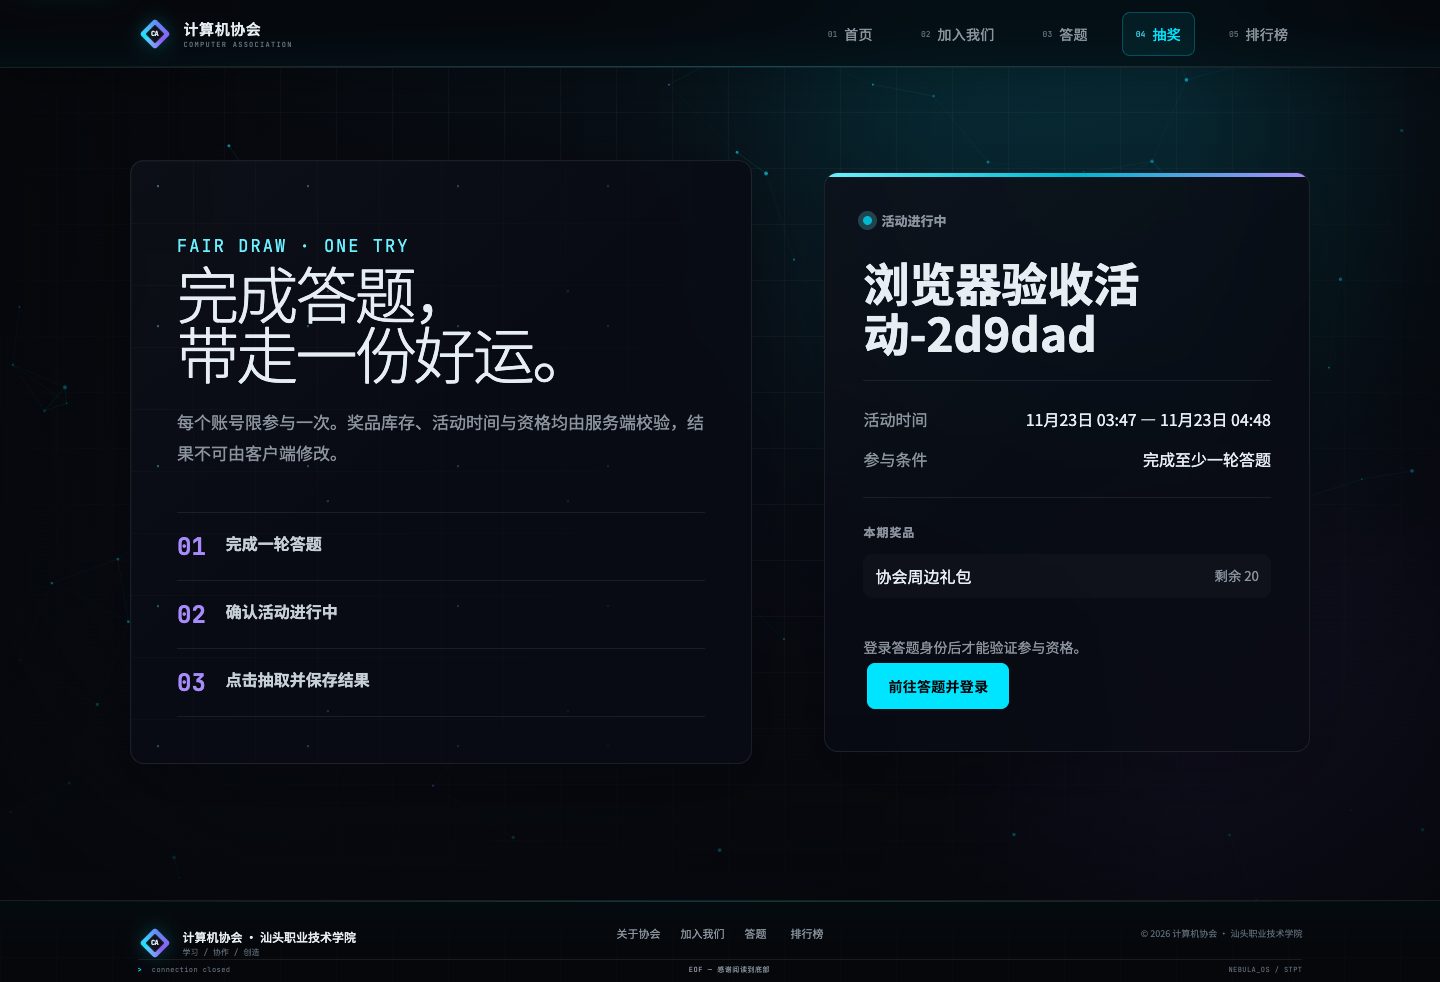 CA
计算机协会
COMPUTER ASSOCIATION
01 首页
02 加入我们
03 答题
04 抽奖
05 排行榜
FAIR DRAW · ONE TRY
完成答题，
带走一份好运。
每个账号限参与一次。奖品库存、活动时间与资格均由服务端校验，结
果不可由客户端修改。
01 完成一轮答题
02 确认活动进行中
03 点击抽取并保存结果
活动进行中
浏览器验收活
动-2d9dad
活动时间 11月23日 03:47 — 11月23日 04:48
参与条件 完成至少一轮答题
本期奖品
协会周边礼包 剩余 20
登录答题身份后才能验证参与资格。
前往答题并登录
CA
计算机协会 · 汕头职业技术学院
学习 / 协作 / 创造
关于协会 加入我们 答题 排行榜
© 2026 计算机协会 · 汕头职业技术学院
> connection closed
EOF — 感谢阅读到底部
NEBULA_OS / STPT